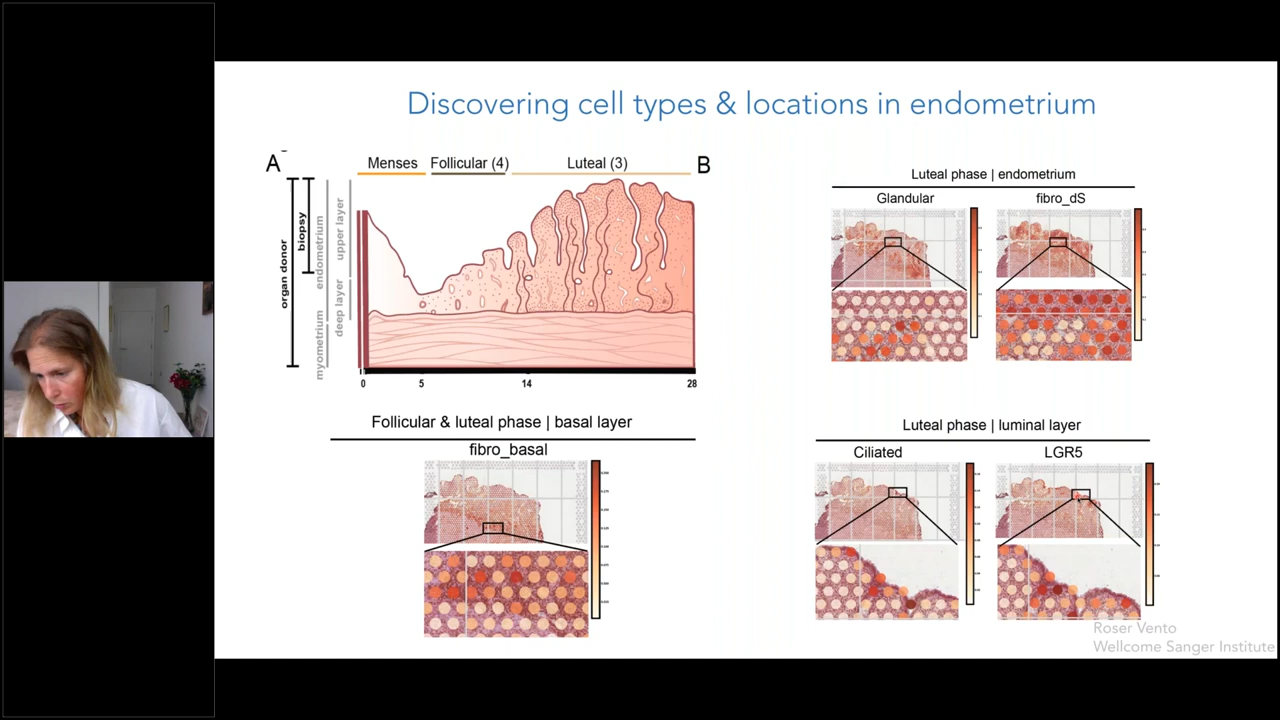 Discovering cell types & locations in endometrium
A
Menses
Follicular (4)
Luteal (3)
organ donor
biopsy
myometrium
endometrium
deep layer
upper layer
0
5
14
28
B
Luteal phase | endometrium
Glandular
fibro_dS
Follicular & luteal phase | basal layer
fibro_basal
Luteal phase | luminal layer
Ciliated
LGR5
Roser Vento
Wellcome Sanger Institute